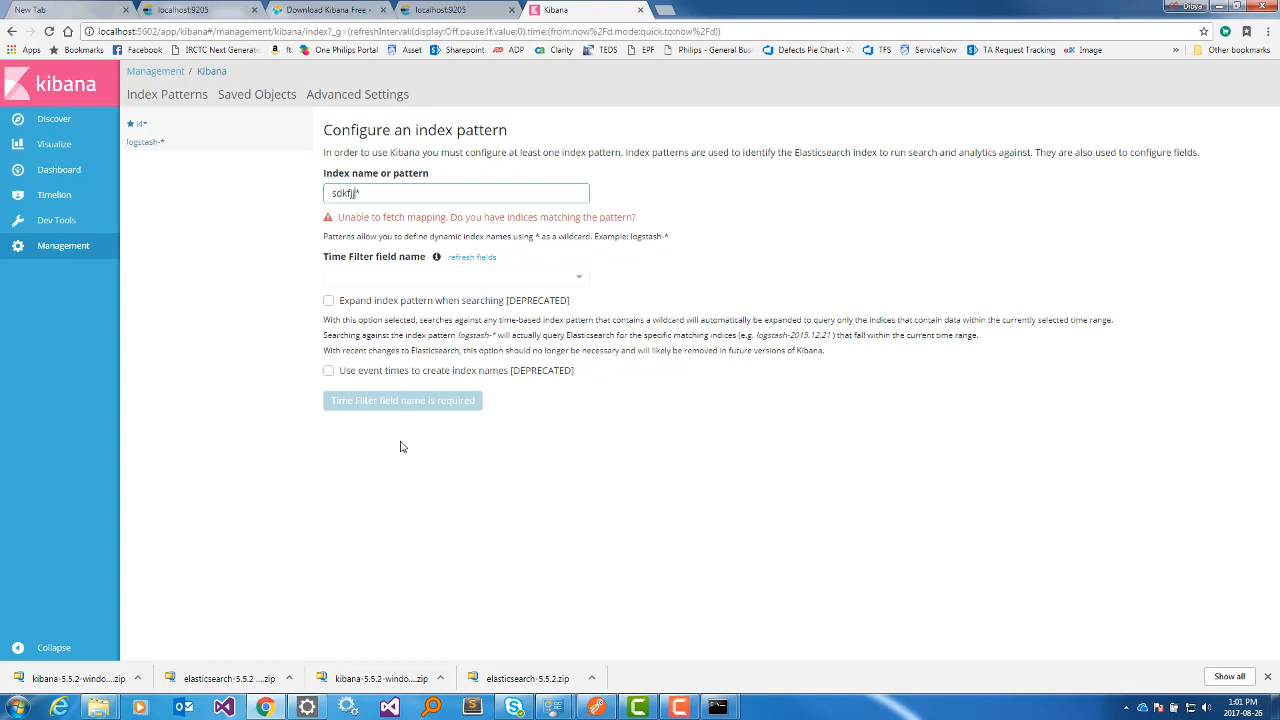 New Tab
localhost:9205
Download Kibana Free -
localhost:9205
Kibana
Dibya
localhost:5602/app/kibana#/management/kibana/index?_g=(refreshInterval:(display:Off,pause:!f,value:0),time:(from:now%2Fd,mode:quick,to:now%2Fd))
Apps Bookmarks Facebook IRCTC Next Generati One Philips Portal Asset Clarity TEDS EPF Philips - General Busi Defects Pie Chart - X2 TFS ServiceNow TA Request Tracking Image Other bookmarks
kibana
Discover
Visualize
Dashboard
Timelion
Dev Tools
Management
Collapse
Management / Kibana
Index Patterns Saved Objects Advanced Settings
logstash-*
Configure an index pattern
In order to use Kibana you must configure at least one index pattern. Index patterns are used to identify the Elasticsearch index to run search and analytics against. They are also used to configure fields.
Index name or pattern
sdkfjj*
Unable to fetch mapping. Do you have indices matching the pattern?
Patterns allow you to define dynamic index names using * as a wildcard. Example: logstash-*
Time Filter field name refresh fields
Expand index pattern when searching [DEPRECATED]
With this option selected, searches against any time-based index pattern that contains a wildcard will automatically be expanded to query only the indices that contain data within the currently selected time range.
Searching against the index pattern logstash-* will actually query Elasticsearch for the specific matching indices (e.g. logstash-2015.12.21 ) that fall within the current time range.
With recent changes to Elasticsearch, this option should no longer be necessary and will likely be removed in future versions of Kibana.
Use event times to create index names [DEPRECATED]
Time Filter field name is required
kibana-5.5.2-windo....zip
elasticsearch-5.5.2 ....zip
kibana-5.5.2-windo....zip
elasticsearch-5.5.2.zip
Show all
1:01 PM
2017-08-26